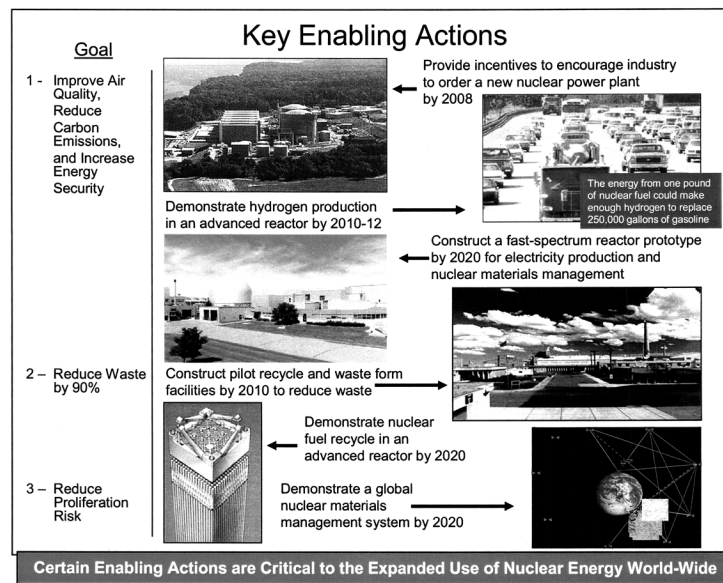 Key Enabling Actions
Goal
1 - Improve Air
Quality,
Reduce
Carbon
Emissions,
and Increase
Energy
Security
Provide incentives to encourage industry
to order a new nuclear power plant
by 2008
The energy from one pound
of nuclear fuel could make
enough hydrogen to replace
250,000 gallons of gasoline
Demonstrate hydrogen production
in an advanced reactor by 2010-12
Construct a fast-spectrum reactor prototype
by 2020 for electricity production and
nuclear materials management
2 – Reduce Waste
by 90%
Construct pilot recycle and waste form
facilities by 2010 to reduce waste
Demonstrate nuclear
fuel recycle in an
advanced reactor by 2020
3 – Reduce
Proliferation
Risk
Demonstrate a global
nuclear materials
management system by 2020
Certain Enabling Actions are Critical to the Expanded Use of Nuclear Energy World-Wide